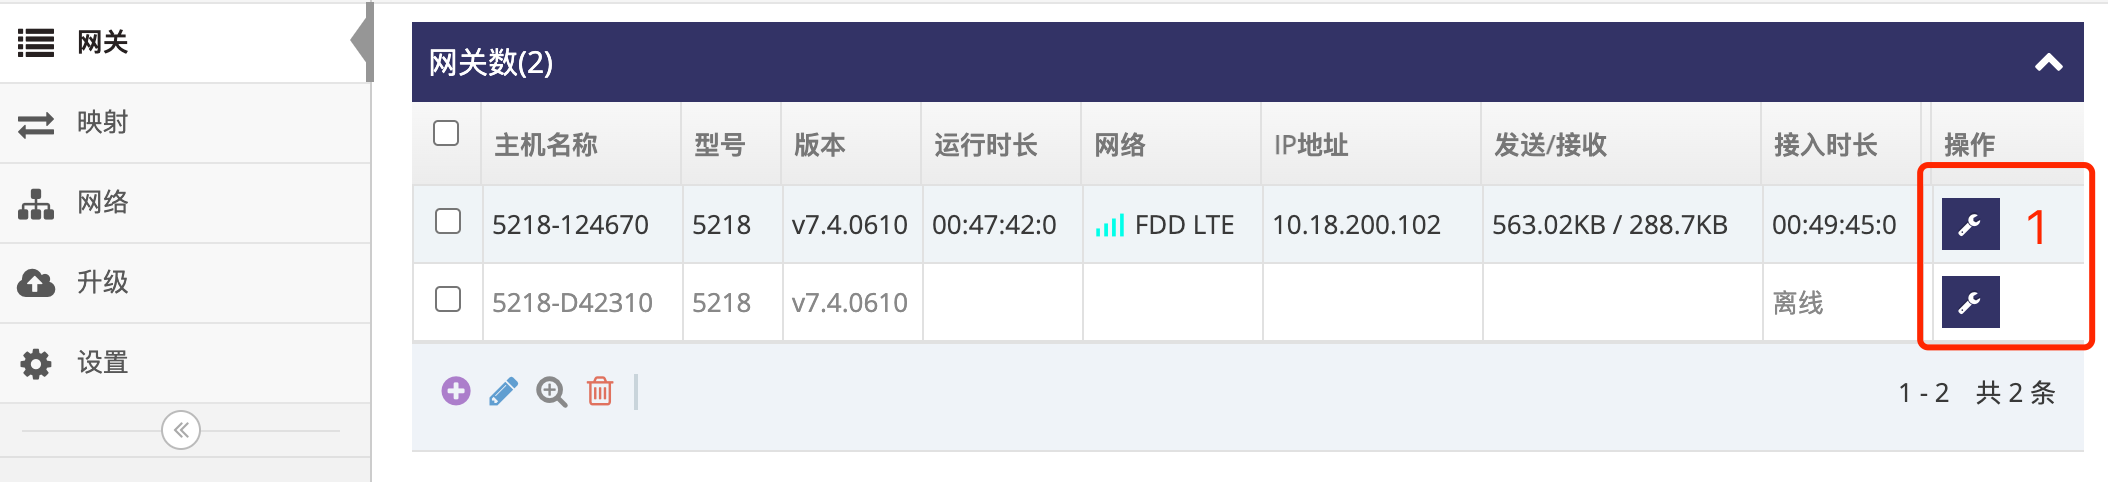 网关
映射
网络
升级
设置
网关数(2)
主机名称 型号 版本 运行时长 网络 IP地址 发送/接收 接入时长 操作
5218-124670 5218 v7.4.0610 00:47:42:0 FDD LTE 10.18.200.102 563.02KB / 288.7KB 00:49:45:0 1
5218-D42310 5218 v7.4.0610 离线
1 - 2 共 2 条